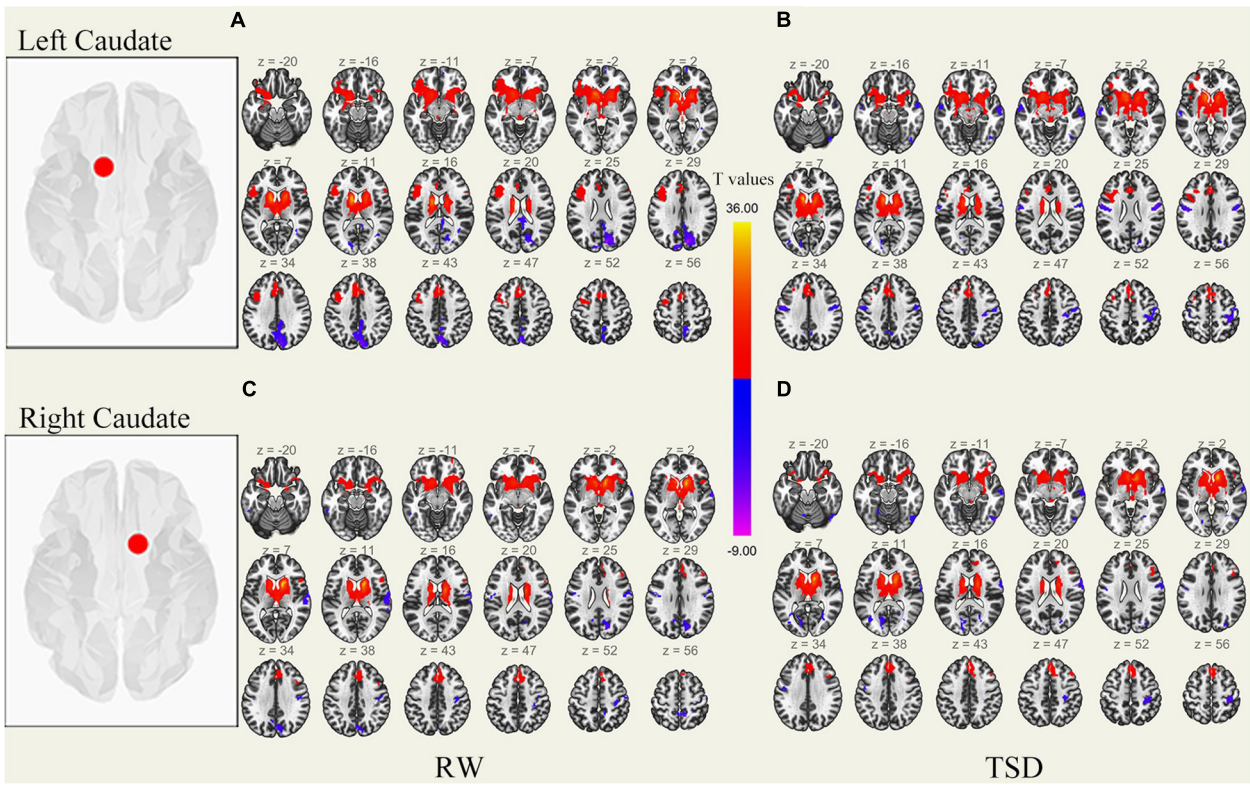 A
B
Left Caudate
z = -20 z = -16 z = -11 z = -7 z = -2 z = 2
z = -20 z = -16 z = -11 z = -7 z = -2 z = 2
z = 7 z = 11 z = 16 z = 20 z = 25 z = 29
z = 7 z = 11 z = 16 z = 20 z = 25 z = 29
T values
36.00
z = 34 z = 38 z = 43 z = 47 z = 52 z = 56
z = 34 z = 38 z = 43 z = 47 z = 52 z = 56
-9.00
C
D
Right Caudate
z = -20 z = -16 z = -11 z = -7 z = -2 z = 2
z = -20 z = -16 z = -11 z = -7 z = -2 z = 2
z = 7 z = 11 z = 16 z = 20 z = 25 z = 29
z = 7 z = 11 z = 16 z = 20 z = 25 z = 29
z = 34 z = 38 z = 43 z = 47 z = 52 z = 56
z = 34 z = 38 z = 43 z = 47 z = 52 z = 56
RW
TSD